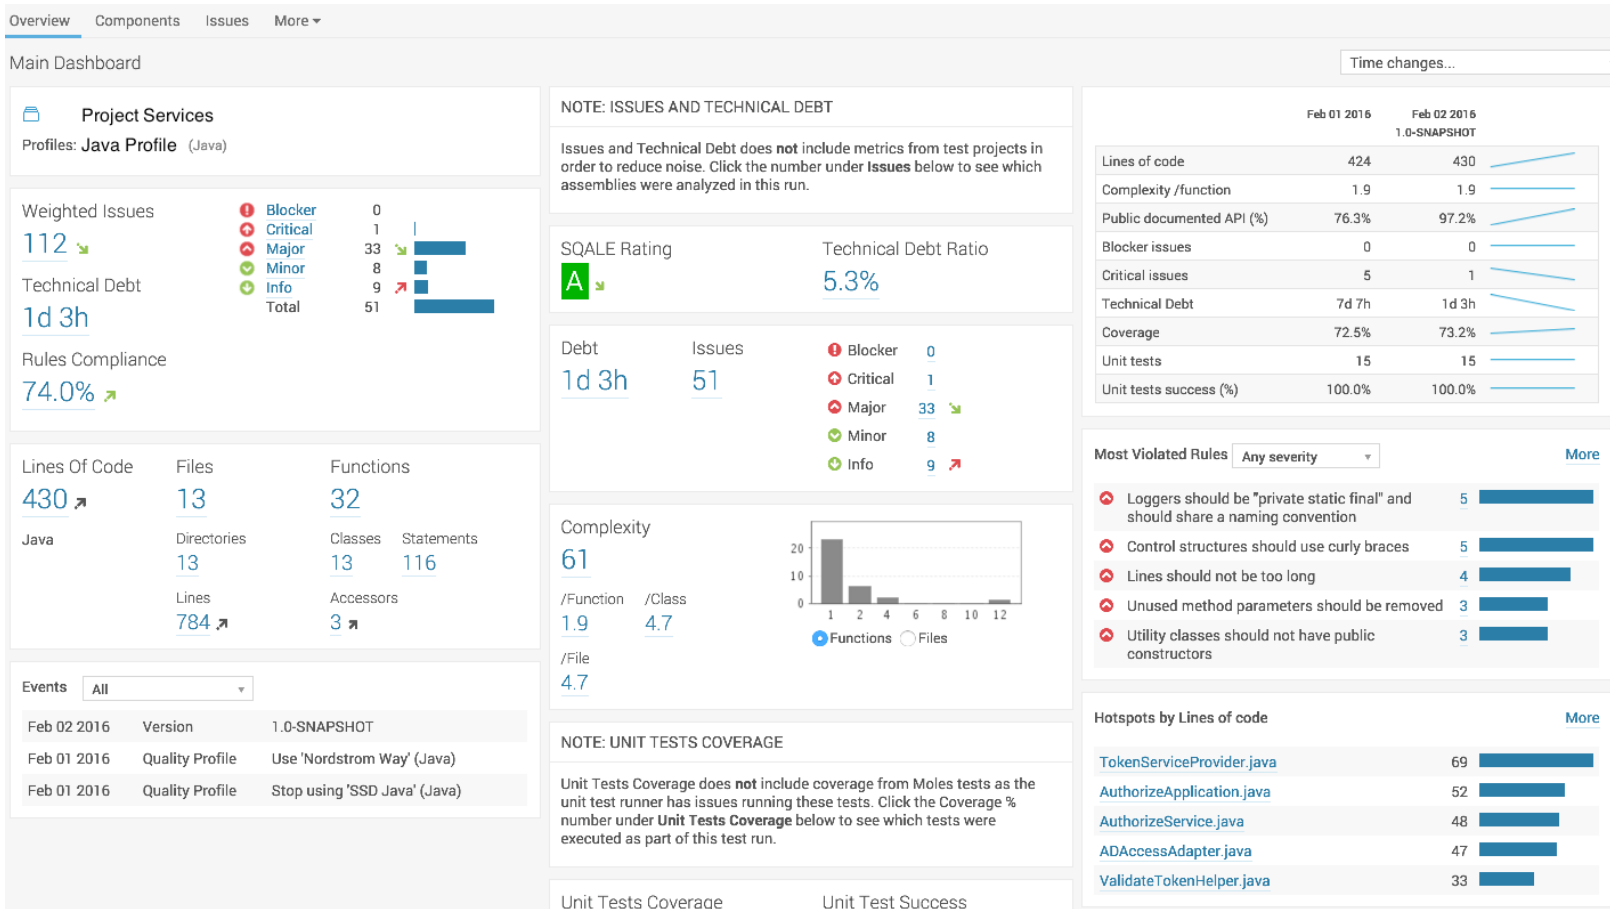 Overview Components Issues More
Main Dashboard
Time changes...
Project Services
Profiles: Java Profile (Java)
Weighted Issues
112
Technical Debt
1d 3h
Rules Compliance
74.0%
Blocker 0
Critical 1
Major 33
Minor 8
Info 9
Total 51
Lines Of Code
430
Java
Files
13
Directories
13
Lines
784
Functions
32
Classes
13
Statements
116
Accessors
3
Events All
Feb 02 2016 Version 1.0-SNAPSHOT
Feb 01 2016 Quality Profile Use 'Nordstrom Way' (Java)
Feb 01 2016 Quality Profile Stop using 'SSD Java' (Java)
NOTE: ISSUES AND TECHNICAL DEBT
Issues and Technical Debt does not include metrics from test projects in
order to reduce noise. Click the number under Issues below to see which
assemblies were analyzed in this run.
SQALE Rating
A
Technical Debt Ratio
5.3%
Debt
1d 3h
Issues
51
Blocker 0
Critical 1
Major 33
Minor 8
Info 9
Complexity
61
/Function /Class
1.9 4.7
/File
4.7
20
10
0
1 2 4 6 8 10 12
Functions Files
NOTE: UNIT TESTS COVERAGE
Unit Tests Coverage does not include coverage from Moles tests as the
unit test runner has issues running these tests. Click the Coverage %
number under Unit Tests Coverage below to see which tests were
executed as part of this test run.
Unit Tests Coverage Unit Test Success
Feb 01 2016 Feb 02 2016
1.0-SNAPSHOT
Lines of code 424 430
Complexity /function 1.9 1.9
Public documented API (%) 76.3% 97.2%
Blocker issues 0 0
Critical issues 5 1
Technical Debt 7d 7h 1d 3h
Coverage 72.5% 73.2%
Unit tests 15 15
Unit tests success (%) 100.0% 100.0%
Most Violated Rules Any severity More
Loggers should be "private static final" and
should share a naming convention 5
Control structures should use curly braces 5
Lines should not be too long 4
Unused method parameters should be removed 3
Utility classes should not have public
constructors 3
Hotspots by Lines of code More
TokenServiceProvider.java 69
AuthorizeApplication.java 52
AuthorizeService.java 48
ADAccessAdapter.java 47
ValidateTokenHelper.java 33